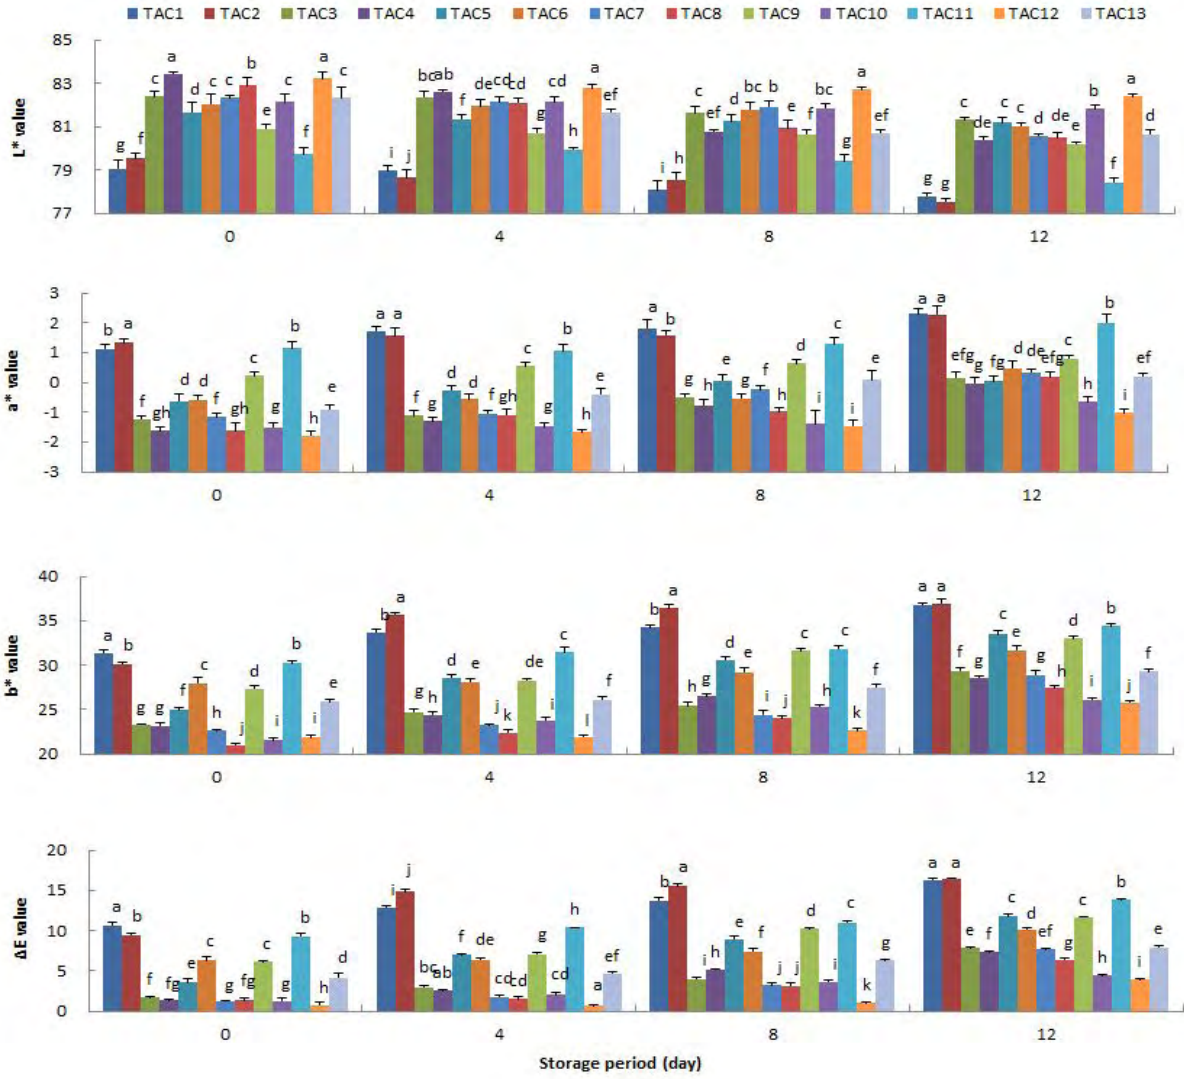 TAC1 TAC2 TAC3 TAC4 TAC5 TAC6 TAC7 TAC8 TAC9 TAC10 TAC11 TAC12 TAC13
L* value
85
83
81
79
77
g f c a d c c b e c f a c
i j bc ab f de cd cd g cd h a ef
i h c ef d bc b e f bc g a ef
g g c de c c d de e b f a d
0 4 8 12
a* value
3
2
1
0
-1
-2
-3
b a f gh d d f gh c g b h e
a a f g d d f gh c g b h e
a b g h e g f h d i c i e
a a efg g fg d de efg c h b i ef
0 4 8 12
b* value
40
35
30
25
20
a b g g f c h j d i b i e
b a g h d e j k de h c l f
b a h g d e i j c h c k f
a a f g c e g h d i b j f
0 4 8 12
ΔE value
20
15
10
5
0
a b f fg e c g fg c g b h d
i j bc ab f de cd cd g cd h a ef
b a i h e f j j d i c k g
a a e f c d ef g c h b i e
0 4 8 12
Storage period (day)